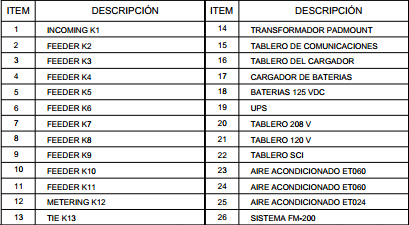 ITEM DESCRIPCIÓN ITEM DESCRIPCIÓN
1 INCOMING K1 14 TRANSFORMADOR PADMOUNT
2 FEEDER K2 15 TABLERO DE COMUNICACIONES
3 FEEDER K3 16 TABLERO DEL CARGADOR
4 FEEDER K4 17 CARGADOR DE BATERIAS
5 FEEDER K5 18 BATERIAS 125 VDC
6 FEEDER K6 19 UPS
7 FEEDER K7 20 TABLERO 208 V
8 FEEDER K8 21 TABLERO 120 V
9 FEEDER K9 22 TABLERO SCI
10 FEEDER K10 23 AIRE ACONDICIONADO ET060
11 FEEDER K11 24 AIRE ACONDICIONADO ET060
12 METERING K12 25 AIRE ACONDICIONADO ET024
13 TIE K13 26 SISTEMA FM-200